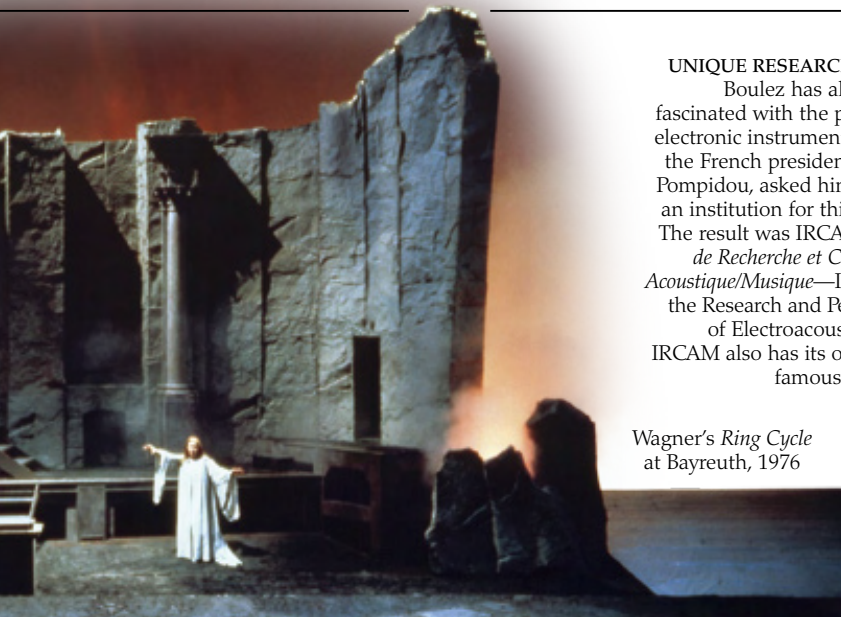 UNIQUE RESEARC
Boulez has al
fascinated with the p
electronic instrumen
the French presiden
Pompidou, asked hi
an institution for thi
The result was IRCA
de Recherche et C
Acoustique/Musique—I
the Research and Pe
of Electroacous
IRCAM also has its o
famous
Wagner's Ring Cycle
at Bayreuth, 1976